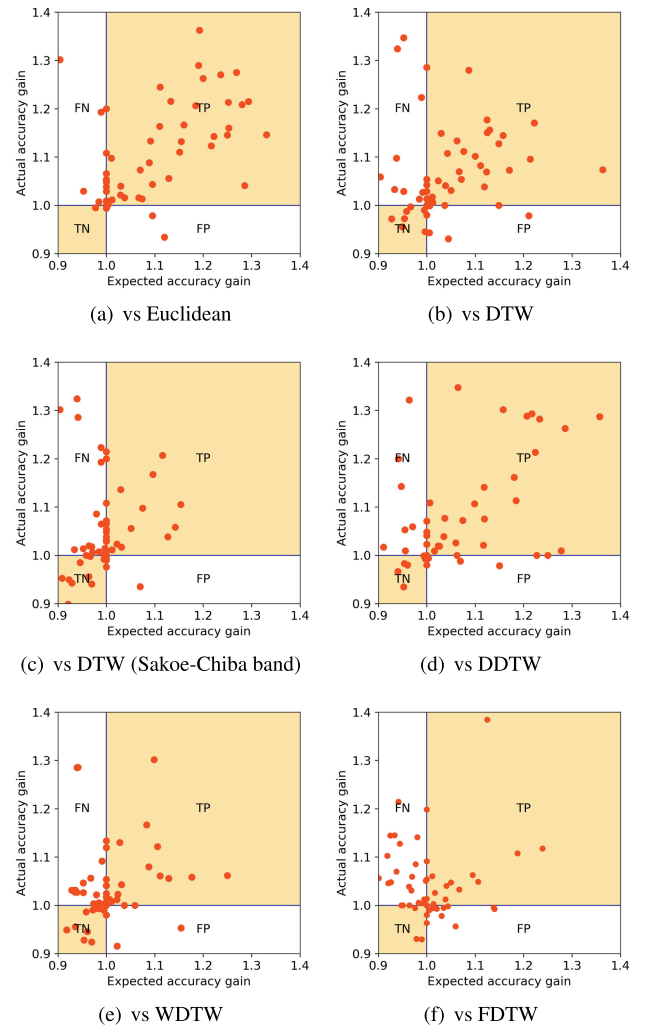 1.4
1.3
1.2
1.1
1.0
0.9
Actual accuracy gain
FN
TP
TN
FP
0.9 1.0 1.1 1.2 1.3 1.4
Expected accuracy gain
(a) vs Euclidean
1.4
1.3
1.2
1.1
1.0
0.9
Actual accuracy gain
FN
TP
TN
FP
0.9 1.0 1.1 1.2 1.3 1.4
Expected accuracy gain
(b) vs DTW
1.4
1.3
1.2
1.1
1.0
0.9
Actual accuracy gain
FN
TP
TN
FP
0.9 1.0 1.1 1.2 1.3 1.4
Expected accuracy gain
(c) vs DTW (Sakoe-Chiba band)
1.4
1.3
1.2
1.1
1.0
0.9
Actual accuracy gain
FN
TP
TN
FP
0.9 1.0 1.1 1.2 1.3 1.4
Expected accuracy gain
(d) vs DDTW
1.4
1.3
1.2
1.1
1.0
0.9
Actual accuracy gain
FN
TP
TN
FP
0.9 1.0 1.1 1.2 1.3 1.4
Expected accuracy gain
(e) vs WDTW
1.4
1.3
1.2
1.1
1.0
0.9
Actual accuracy gain
FN
TP
TN
FP
0.9 1.0 1.1 1.2 1.3 1.4
Expected accuracy gain
(f) vs FDTW